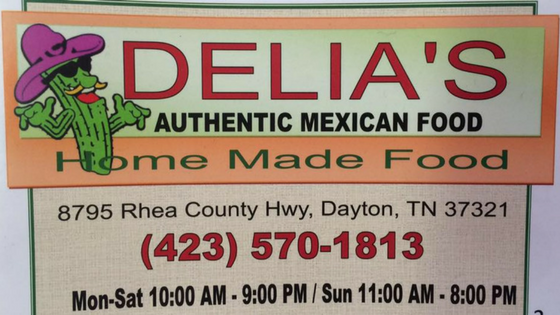 DELIA'S
AUTHENTIC MEXICAN FOOD
Home Made Food
8795 Rhea County Hwy, Dayton, TN 37321
(423) 570-1813
Mon-Sat 10:00 AM - 9:00 PM / Sun 11:00 AM - 8:00 PM